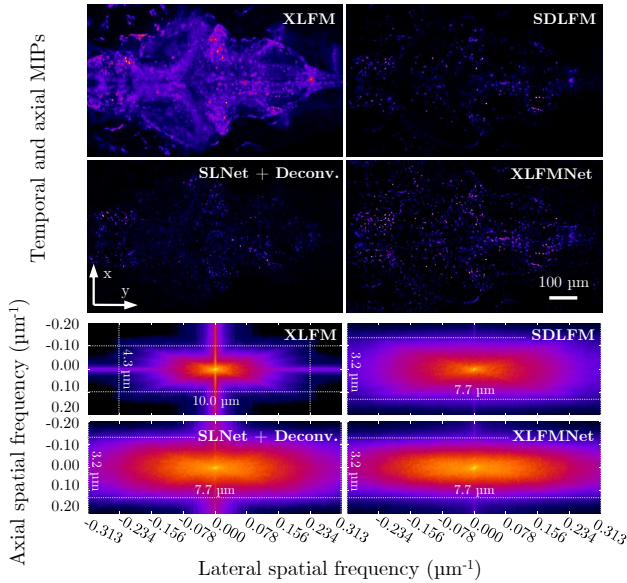 Temporal and axial MIPs
XLFM
SDLFM
SLNet + Deconv.
XLFMNet
x
y
100 µm
Axial spatial frequency (µm-1)
-0.20
-0.10
0.00
0.10
0.20
XLFM
4.3 µm
10.0 µm
SDLFM
3.2 µm
7.7 µm
-0.20
-0.10
0.00
0.10
0.20
SLNet + Deconv.
3.2 µm
7.7 µm
XLFMNet
3.2 µm
7.7 µm
-0.313
-0.234
-0.156
-0.078
0.000
0.078
0.156
0.234
0.313
-0.313
-0.234
-0.156
-0.078
0.000
0.078
0.156
0.234
0.313
Lateral spatial frequency (µm-1)